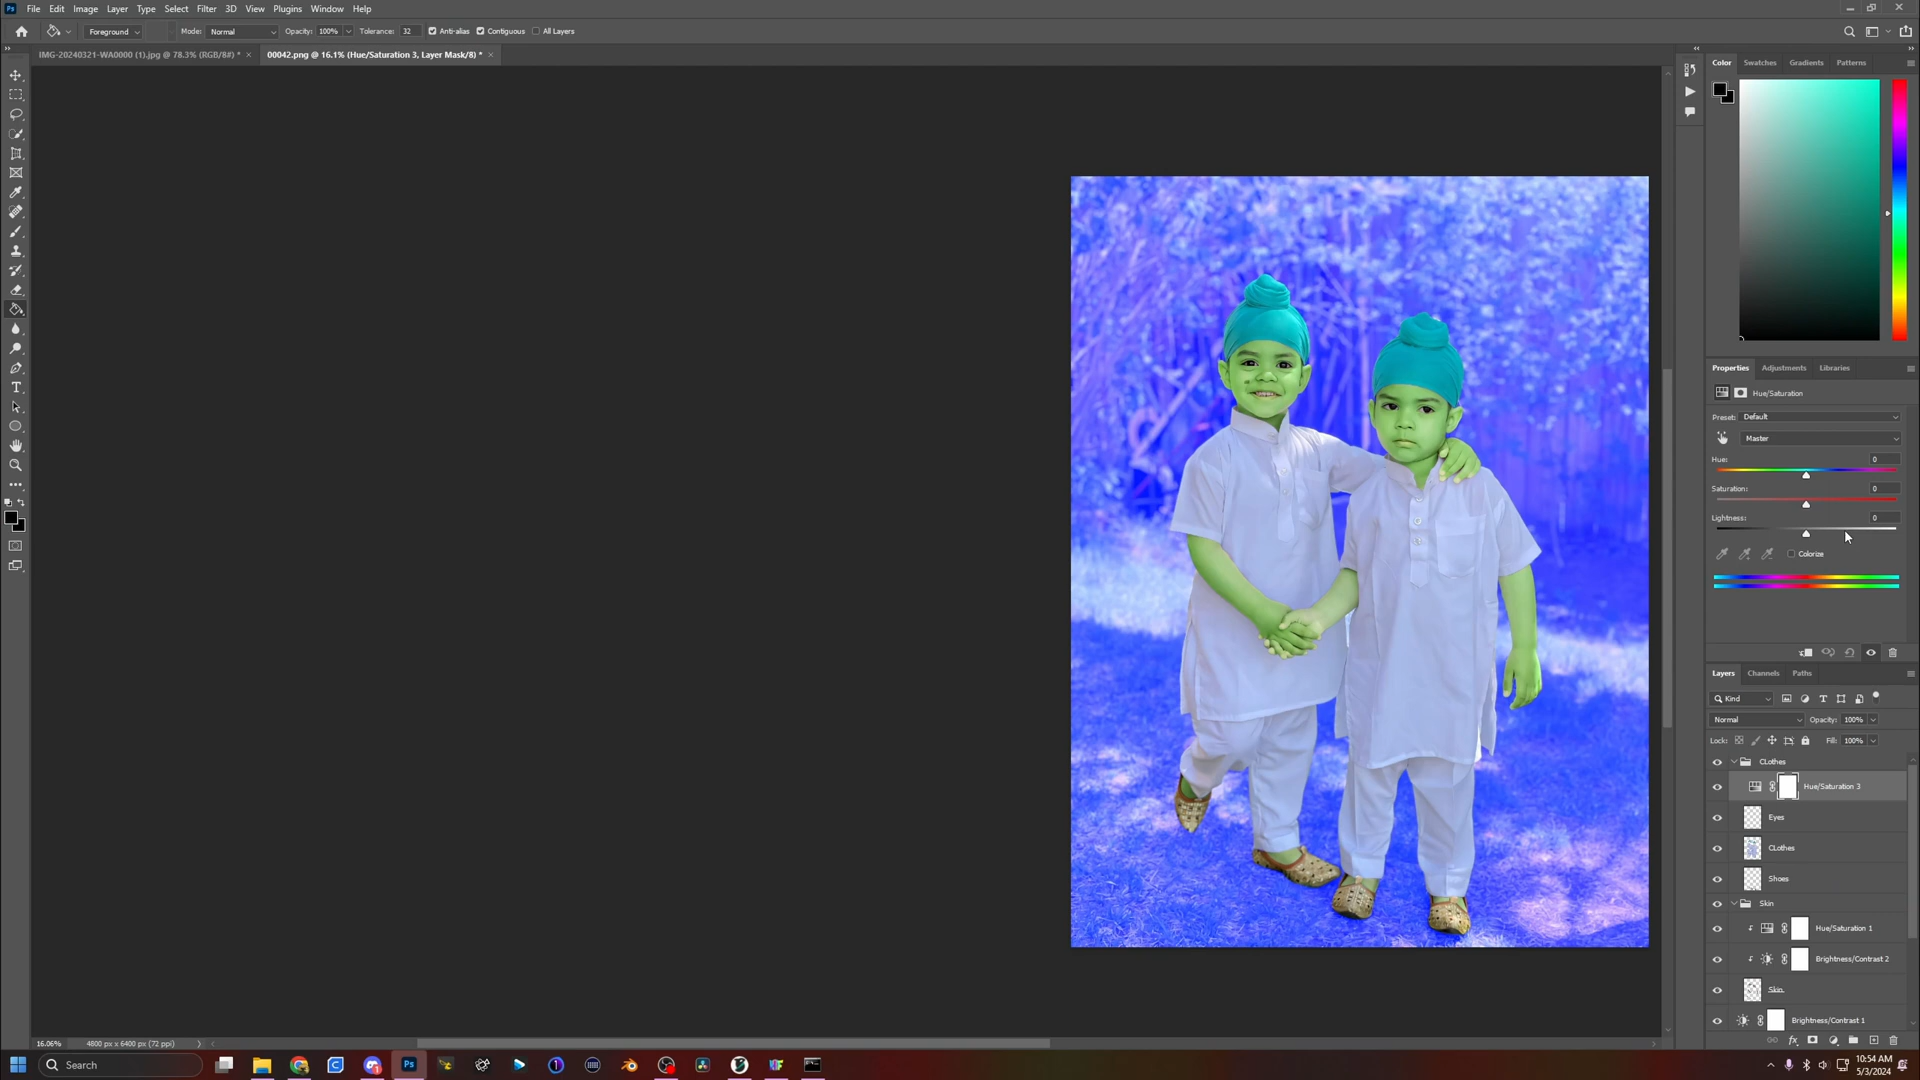 Ps File Edit Image Layer Type Select Filter 3D View Plugins Window Help
Foreground Mode: Normal Opacity: 100% Tolerance: 32 Anti-alias Contiguous All Layers
IMG-20240321-WA0000 (1).jpg @ 78.3% (RGB/8#) * × 00042.png @ 16.1% (Hue/Saturation 3, Layer Mask/8) * ×
Color Swatches Gradients Patterns
Properties Adjustments Libraries
Hue/Saturation
Preset: Default
Master
Hue: 0
Saturation: 0
Lightness: 0
Colorize
Layers Channels Paths
Kind
Normal Opacity: 100%
Lock: Fill: 100%
CLothes
Hue/Saturation 3
Eyes
CLothes
Shoes
Skin
Hue/Saturation 1
Brightness/Contrast 2
Skin
Brightness/Contrast 1
16.06% 4800 px x 6400 px (72 ppi)
Search
Ps
10:54 AM
5/3/2024